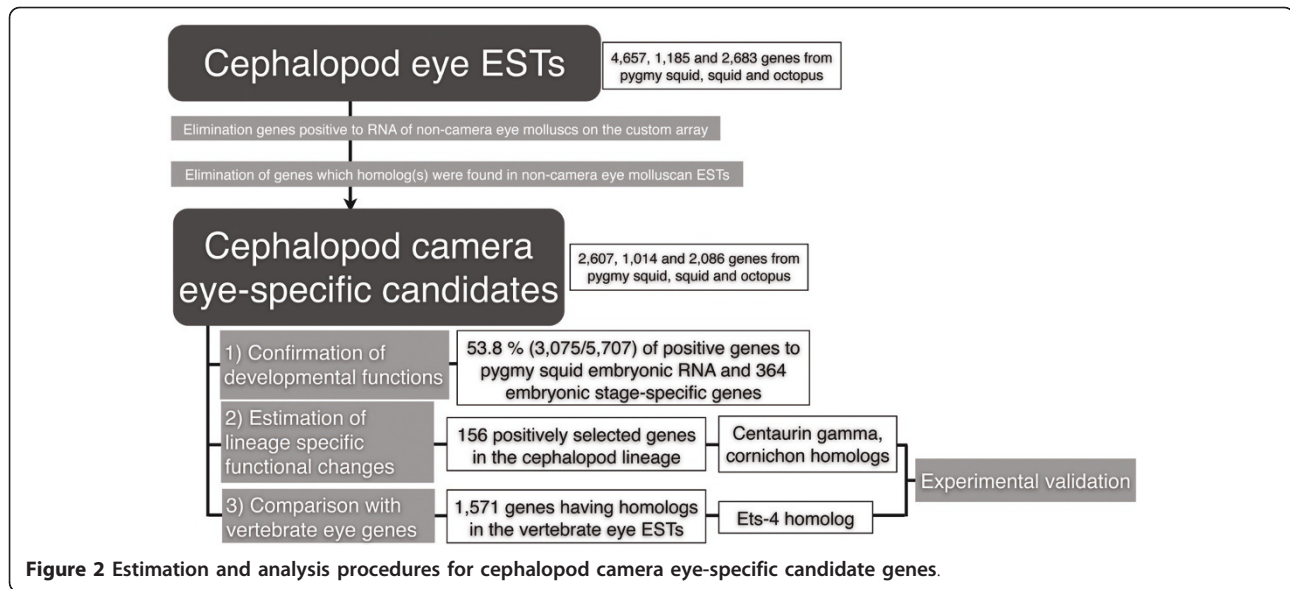 Cephalopod eye ESTs
4,657, 1,185 and 2,683 genes from
pygmy squid, squid and octopus
Elimination genes positive to RNA of non-camera eye molluscs on the custom array
Elimination of genes which homolog(s) were found in non-camera eye molluscan ESTs
Cephalopod camera
eye-specific candidates
2,607, 1,014 and 2,086 genes from
pygmy squid, squid and octopus
1) Confirmation of
developmental functions
53.8 % (3,075/5,707) of positive genes to
pygmy squid embryonic RNA and 364
embryonic stage-specific genes
2) Estimation of
lineage specific
functional changes
156 positively selected genes
in the cephalopod lineage
Centaurin gamma,
cornichon homologs
3) Comparison with
vertebrate eye genes
1,571 genes having homologs
in the vertebrate eye ESTs
Ets-4 homolog
Experimental validation
Figure 2 Estimation and analysis procedures for cephalopod camera eye-specific candidate genes.